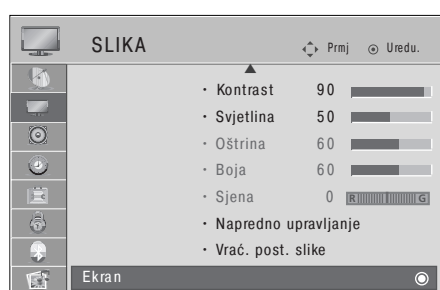 SLIKA Prmj Uredu.
• Kontrast 90
• Svjetlina 50
• Oštrina 60
• Boja 60
• Sjena 0 R G
• Napredno upravljanje
• Vrać. post. slike
Ekran